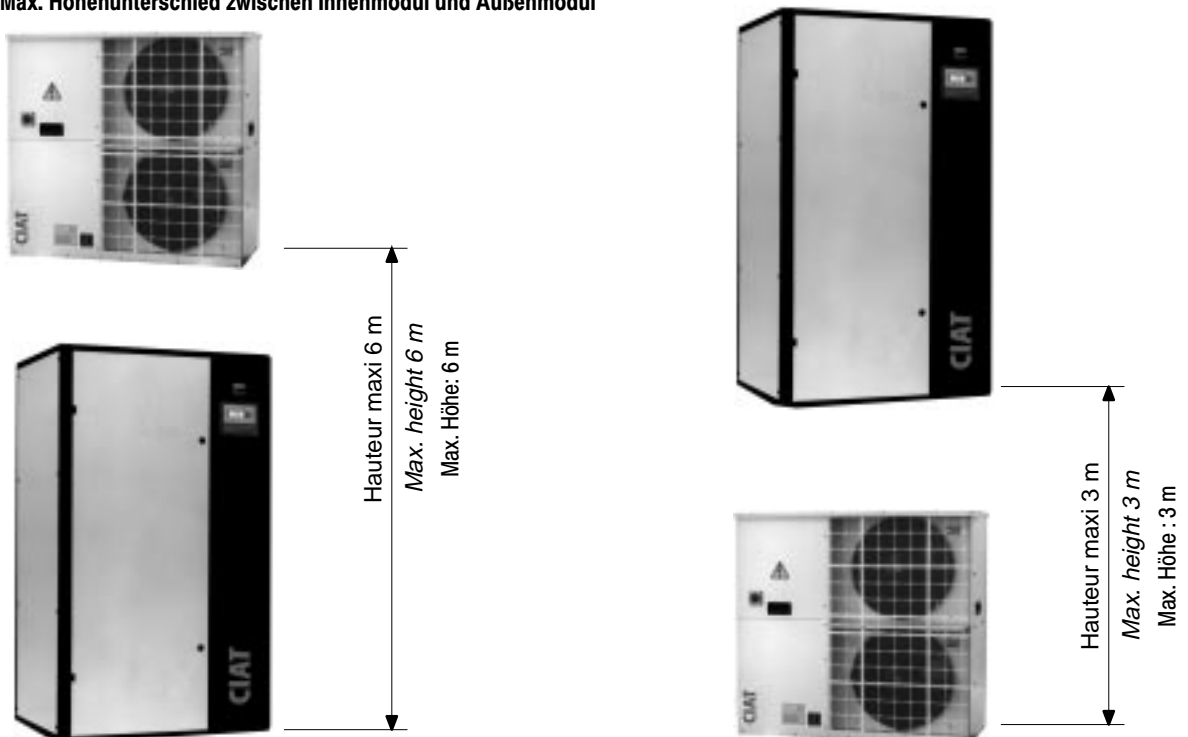 Max. Höhenunterschied zwischen Innenmodul und Außenmodul
CIAT
Hauteur maxi 6 m
Max. height 6 m
Max. Höhe: 6 m
CIAT
CIAT
Hauteur maxi 3 m
Max. height 3 m
Max. Höhe : 3 m
CIAT